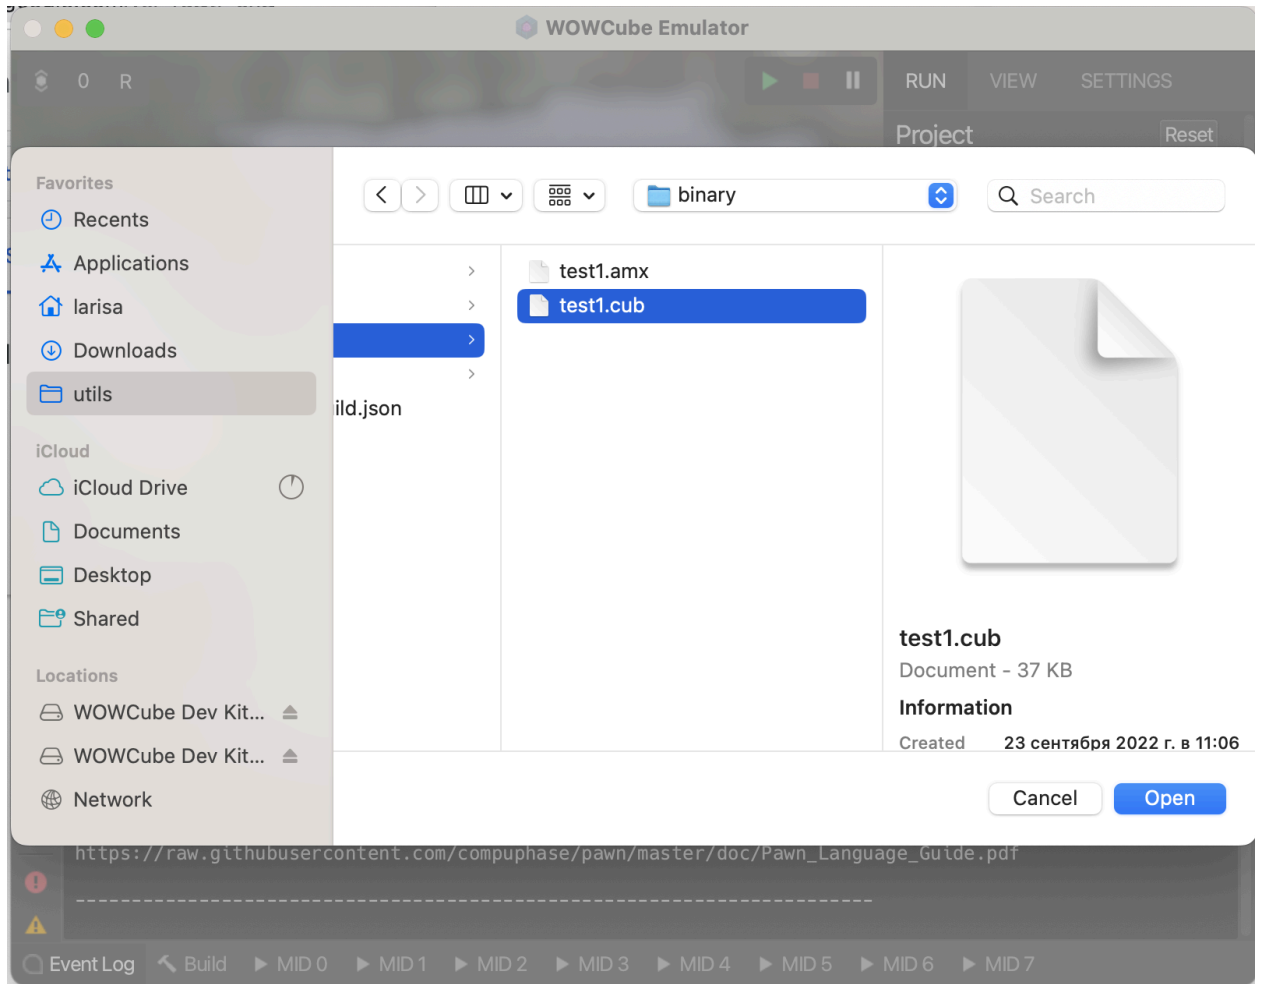 WOWCube Emulator
0 R
RUN VIEW SETTINGS
Project Reset
Favorites
Recents
Applications
larisa
Downloads
utils
iCloud
iCloud Drive
Documents
Desktop
Shared
Locations
WOWCube Dev Kit...
WOWCube Dev Kit...
Network
binary
Search
ild.json
test1.amx
test1.cub
test1.cub
Document - 37 KB
Information
Created 23 сентября 2022 г. в 11:06
Cancel Open
https://raw.githubusercontent.com/compuphase/pawn/master/doc/Pawn_Language_Guide.pdf
-----------------------------------------------------------------------
Event Log Build MID 0 MID 1 MID 2 MID 3 MID 4 MID 5 MID 6 MID 7